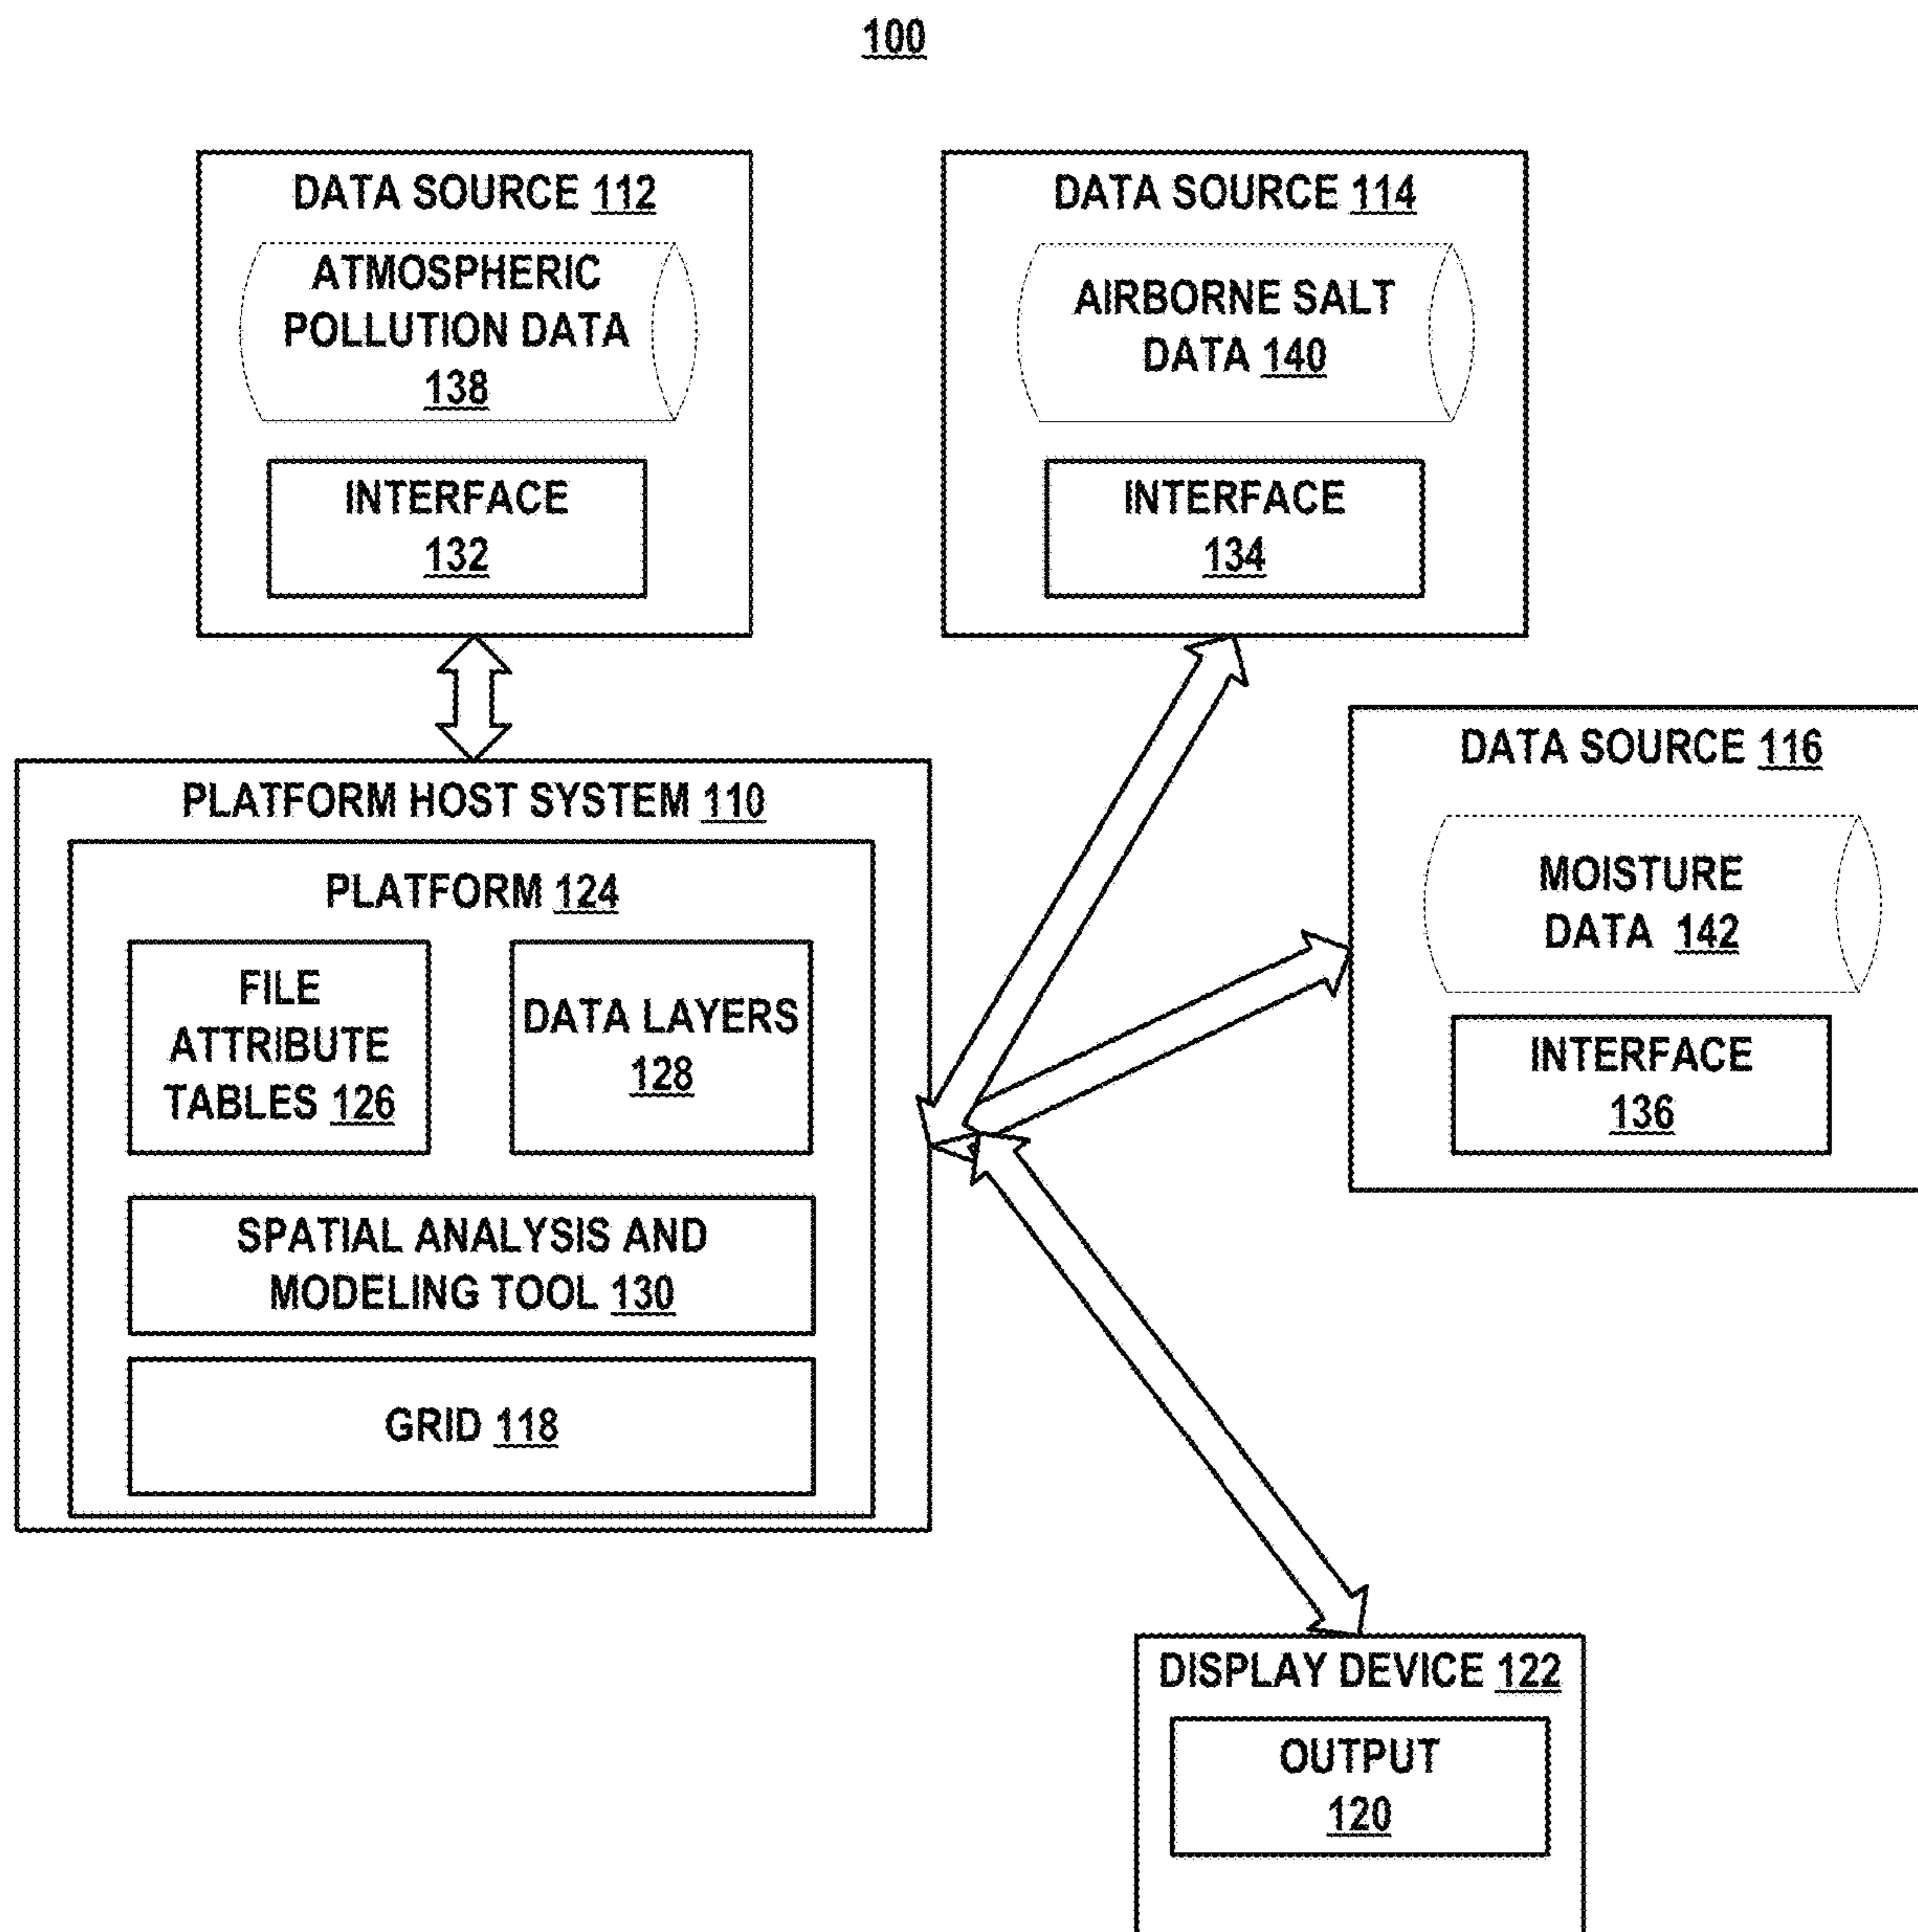 100
DATA SOURCE 112
ATMOSPHERIC
POLLUTION DATA
138
INTERFACE
132
DATA SOURCE 114
AIRBORNE SALT
DATA 140
INTERFACE
134
DATA SOURCE 116
MOISTURE
DATA 142
INTERFACE
136
PLATFORM HOST SYSTEM 110
PLATFORM 124
FILE
ATTRIBUTE
TABLES 126
DATA LAYERS
128
SPATIAL ANALYSIS AND
MODELING TOOL 130
GRID 118
DISPLAY DEVICE 122
OUTPUT
120